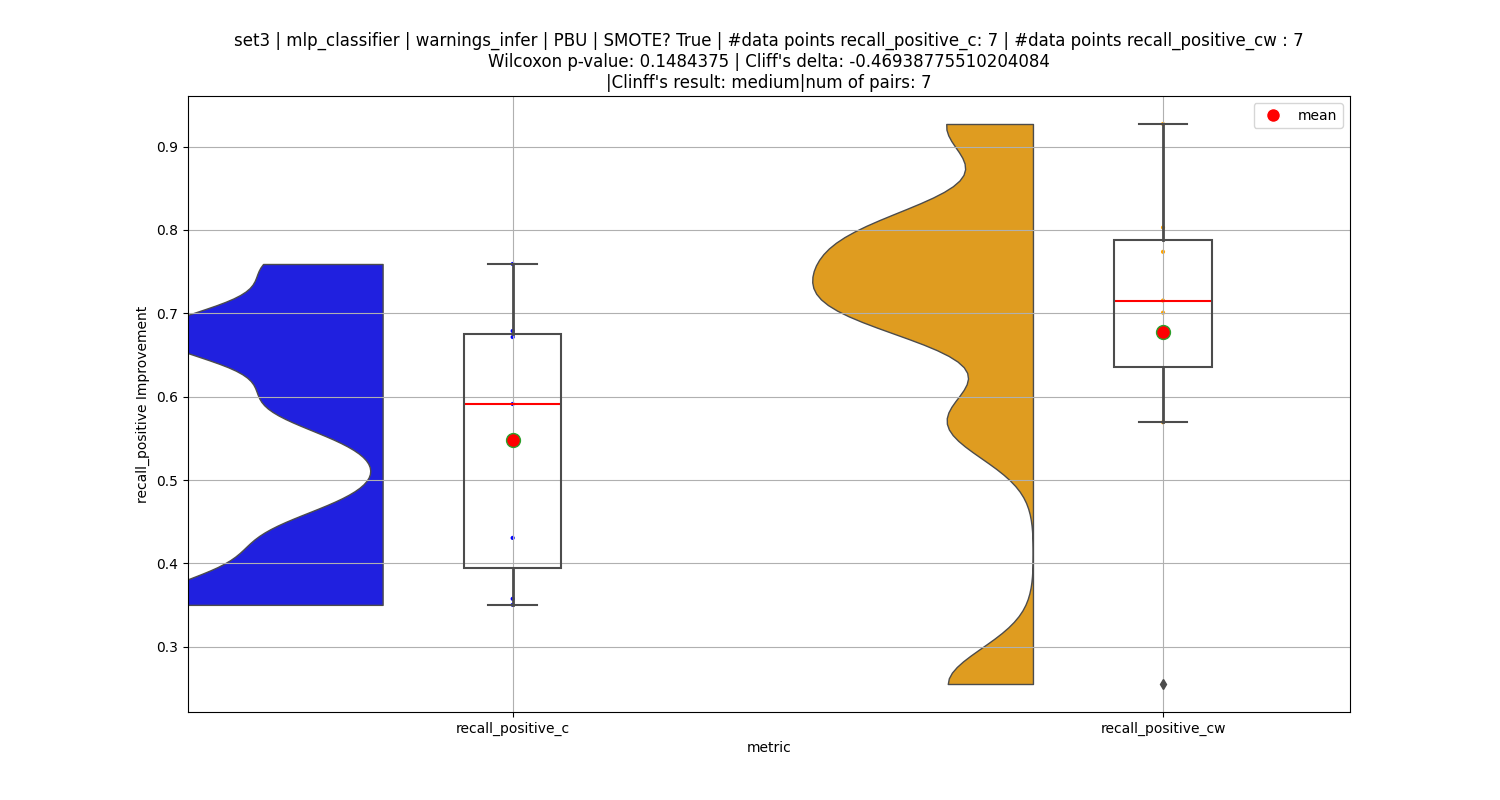 set3 | mlp_classifier | warnings_infer | PBU | SMOTE? True | #data points recall_positive_c: 7 | #data points recall_positive_cw : 7
Wilcoxon p-value: 0.1484375 | Cliff's delta: -0.46938775510204084
|Clinff's result: medium|num of pairs: 7
mean
0.9
0.8
0.7
0.6
0.5
0.4
0.3
recall_positive Improvement
recall_positive_c
recall_positive_cw
metric